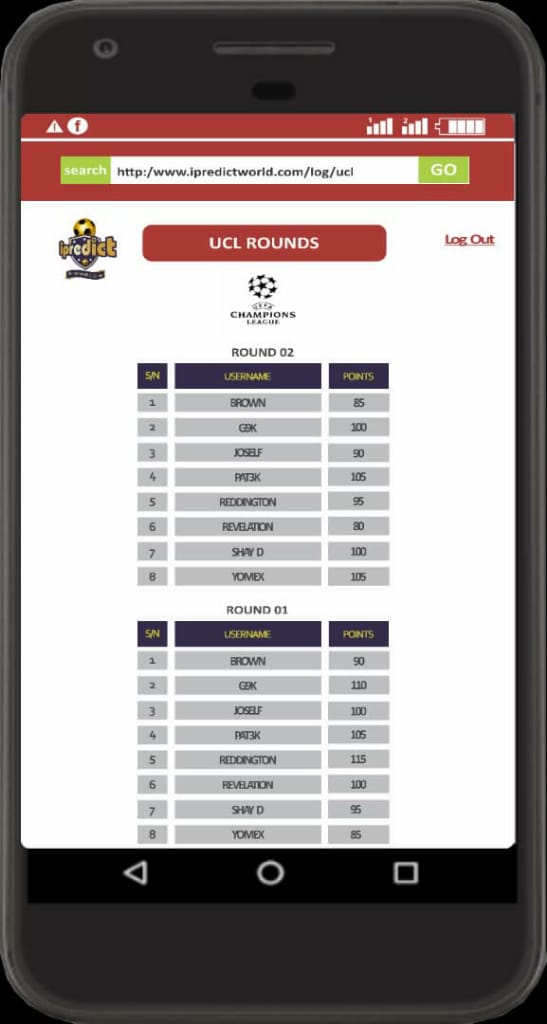 1 2
search http:/www.ipredictworld.com/log/ucl GO
ipredict
WORLD
UCL ROUNDS
Log Out
CHAMPIONS
LEAGUE
ROUND 02
S/N USERNAME POINTS
1 BROWN 85
2 G9K 100
3 JOSELF 90
4 PAT3K 105
5 REDDINGTON 95
6 REVELATION 80
7 SHAY D 100
8 YOMEX 105
ROUND 01
S/N USERNAME POINTS
1 BROWN 90
2 G9K 110
3 JOSELF 100
4 PAT3K 105
5 REDDINGTON 115
6 REVELATION 100
7 SHAY D 95
8 YOMEX 85